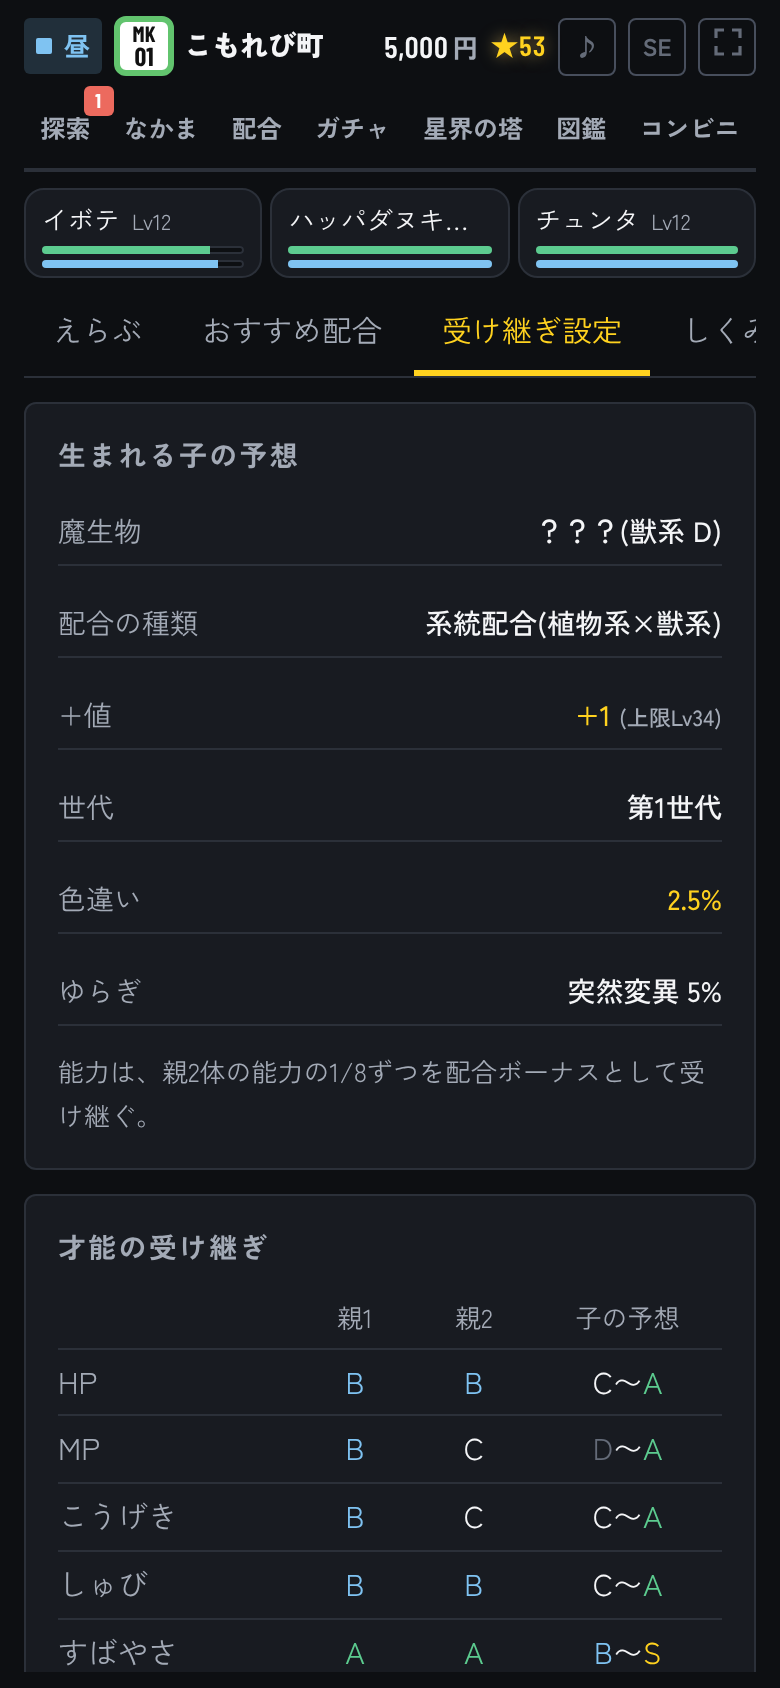 昼 MK 01 こもれび町 5,000円 ★53 ♪ SE
1
探索 なかま 配合 ガチャ 星界の塔 図鑑 コンビニ
イボテ Lv12 ハッパダヌキ… チュンタ Lv12
えらぶ おすすめ配合 受け継ぎ設定 しくみ
生まれる子の予想
魔生物 ？？？(獣系 D)
配合の種類 系統配合(植物系×獣系)
＋値 +1 (上限Lv34)
世代 第1世代
色違い 2.5%
ゆらぎ 突然変異 5%
能力は、親2体の能力の1/8ずつを配合ボーナスとして受
け継ぐ。
才能の受け継ぎ
親1 親2 子の予想
HP B B C〜A
MP B C D〜A
こうげき B C C〜A
しゅび B B C〜A
すばやさ A A B〜S